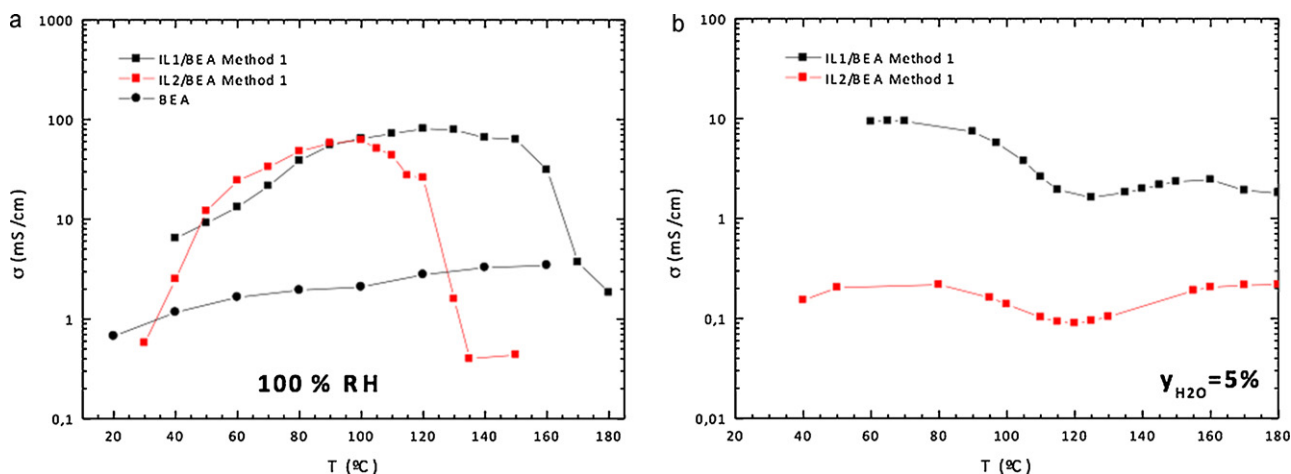 a
1000
100
10
1
0,1
σ (mS/cm)
IL1/BEA Method 1
IL2/BEA Method 1
BEA
100 % RH
20 40 60 80 100 120 140 160 180
T (ºC)
b
100
10
1
0,1
0,01
σ (mS/cm)
IL1/BEA Method 1
IL2/BEA Method 1
yH2O=5%
20 40 60 80 100 120 140 160 180
T (ºC)